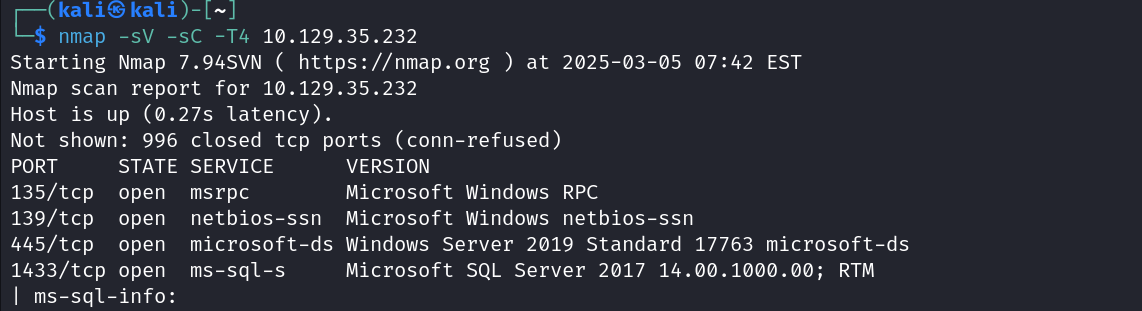 ┌──(kali㉿kali)-[~]
└─$ nmap -sV -sC -T4 10.129.35.232
Starting Nmap 7.94SVN ( https://nmap.org ) at 2025-03-05 07:42 EST
Nmap scan report for 10.129.35.232
Host is up (0.27s latency).
Not shown: 996 closed tcp ports (conn-refused)
PORT     STATE SERVICE      VERSION
135/tcp  open  msrpc        Microsoft Windows RPC
139/tcp  open  netbios-ssn  Microsoft Windows netbios-ssn
445/tcp  open  microsoft-ds Windows Server 2019 Standard 17763 microsoft-ds
1433/tcp open  ms-sql-s     Microsoft SQL Server 2017 14.00.1000.00; RTM
| ms-sql-info: